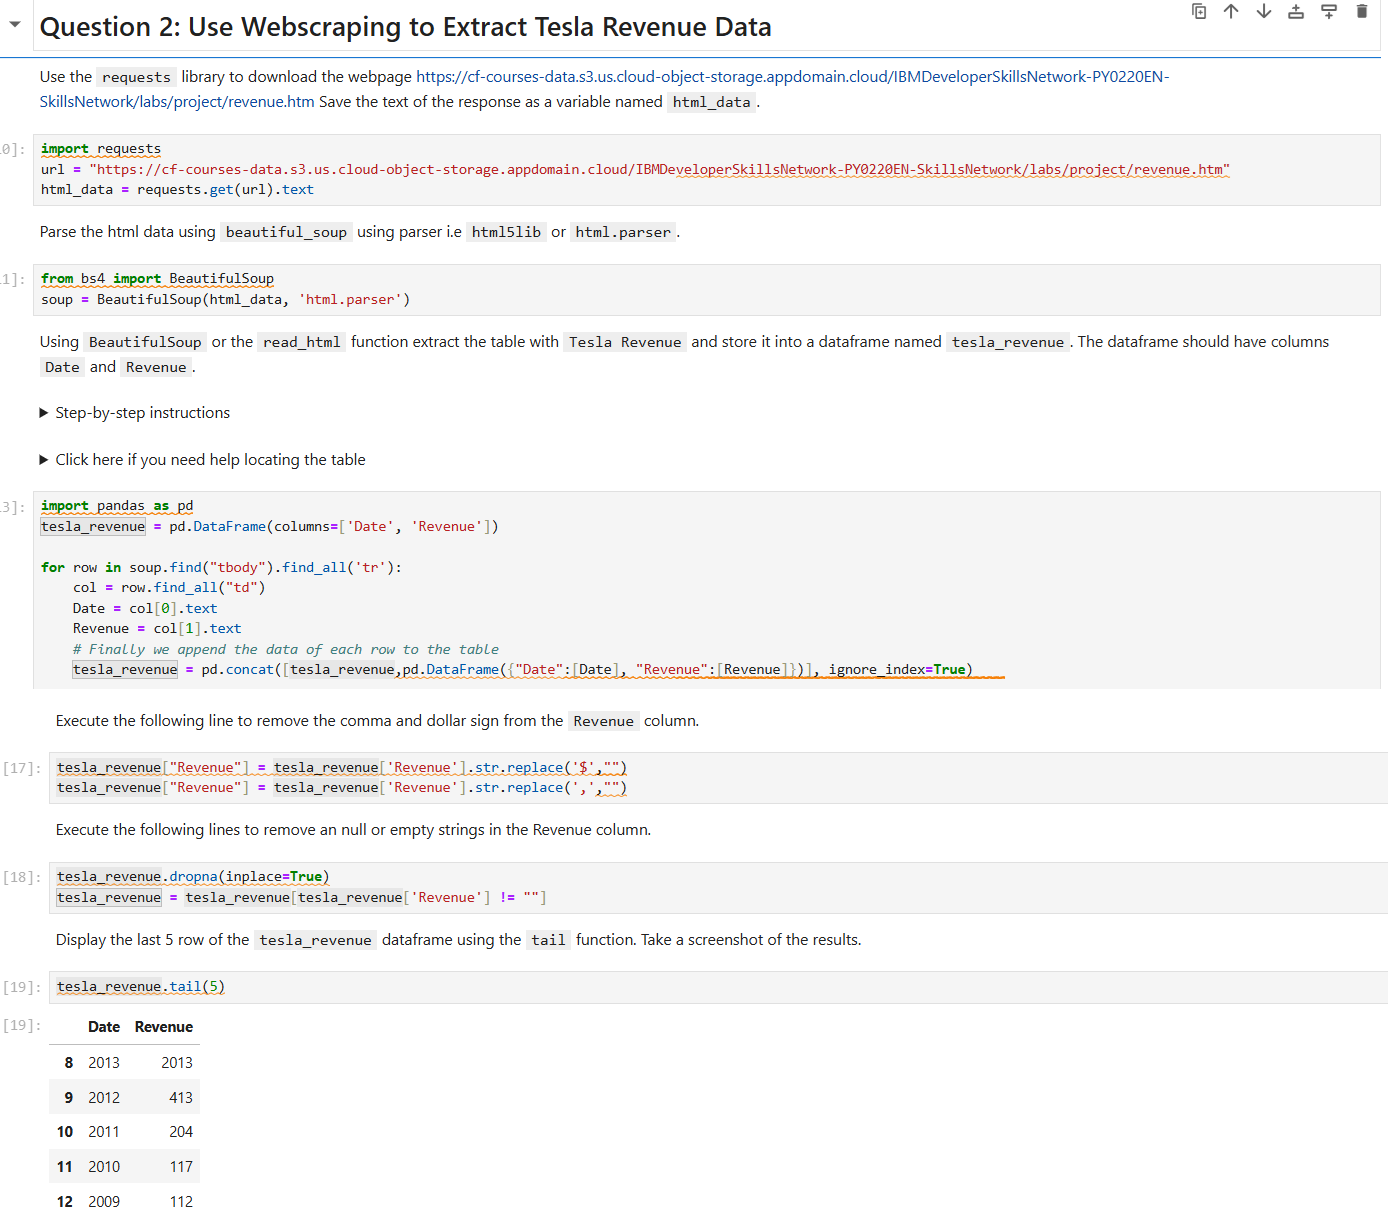 Question 2: Use Webscraping to Extract Tesla Revenue Data
Use the requests library to download the webpage https://cf-courses-data.s3.us.cloud-object-storage.appdomain.cloud/IBMDeveloperSkillsNetwork-PY0220EN-
SkillsNetwork/labs/project/revenue.htm Save the text of the response as a variable named html_data .
0]: import requests
url = "https://cf-courses-data.s3.us.cloud-object-storage.appdomain.cloud/IBMDeveloperSkillsNetwork-PY0220EN-SkillsNetwork/labs/project/revenue.htm"
html_data = requests.get(url).text
Parse the html data using beautiful_soup using parser i.e html5lib or html.parser .
1]: from bs4 import BeautifulSoup
soup = BeautifulSoup(html_data, 'html.parser')
Using BeautifulSoup or the read_html function extract the table with Tesla Revenue and store it into a dataframe named tesla_revenue . The dataframe should have columns
Date and Revenue .
Step-by-step instructions
Click here if you need help locating the table
3]: import pandas as pd
tesla_revenue = pd.DataFrame(columns=['Date', 'Revenue'])
for row in soup.find("tbody").find_all('tr'):
    col = row.find_all("td")
    Date = col[0].text
    Revenue = col[1].text
    # Finally we append the data of each row to the table
    tesla_revenue = pd.concat([tesla_revenue,pd.DataFrame({"Date":[Date], "Revenue":[Revenue]})], ignore_index=True)
Execute the following line to remove the comma and dollar sign from the Revenue column.
[17]: tesla_revenue["Revenue"] = tesla_revenue['Revenue'].str.replace('$',"")
tesla_revenue["Revenue"] = tesla_revenue['Revenue'].str.replace(',',"")
Execute the following lines to remove an null or empty strings in the Revenue column.
[18]: tesla_revenue.dropna(inplace=True)
tesla_revenue = tesla_revenue[tesla_revenue['Revenue'] != ""]
Display the last 5 row of the tesla_revenue dataframe using the tail function. Take a screenshot of the results.
[19]: tesla_revenue.tail(5)
[19]: Date Revenue
8 2013 2013
9 2012 413
10 2011 204
11 2010 117
12 2009 112